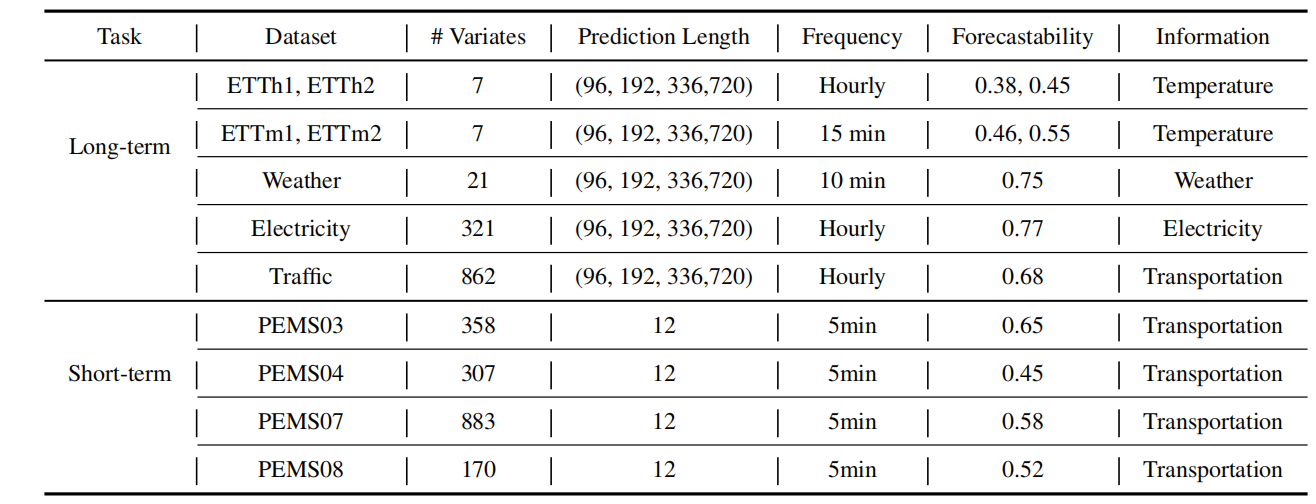 Task Dataset # Variates Prediction Length Frequency Forecastability Information
ETTh1, ETTh2 7 (96, 192, 336,720) Hourly 0.38, 0.45 Temperature
ETTm1, ETTm2 7 (96, 192, 336,720) 15 min 0.46, 0.55 Temperature
Long-term
Weather 21 (96, 192, 336,720) 10 min 0.75 Weather
Electricity 321 (96, 192, 336,720) Hourly 0.77 Electricity
Traffic 862 (96, 192, 336,720) Hourly 0.68 Transportation
PEMS03 358 12 5min 0.65 Transportation
Short-term PEMS04 307 12 5min 0.45 Transportation
PEMS07 883 12 5min 0.58 Transportation
PEMS08 170 12 5min 0.52 Transportation